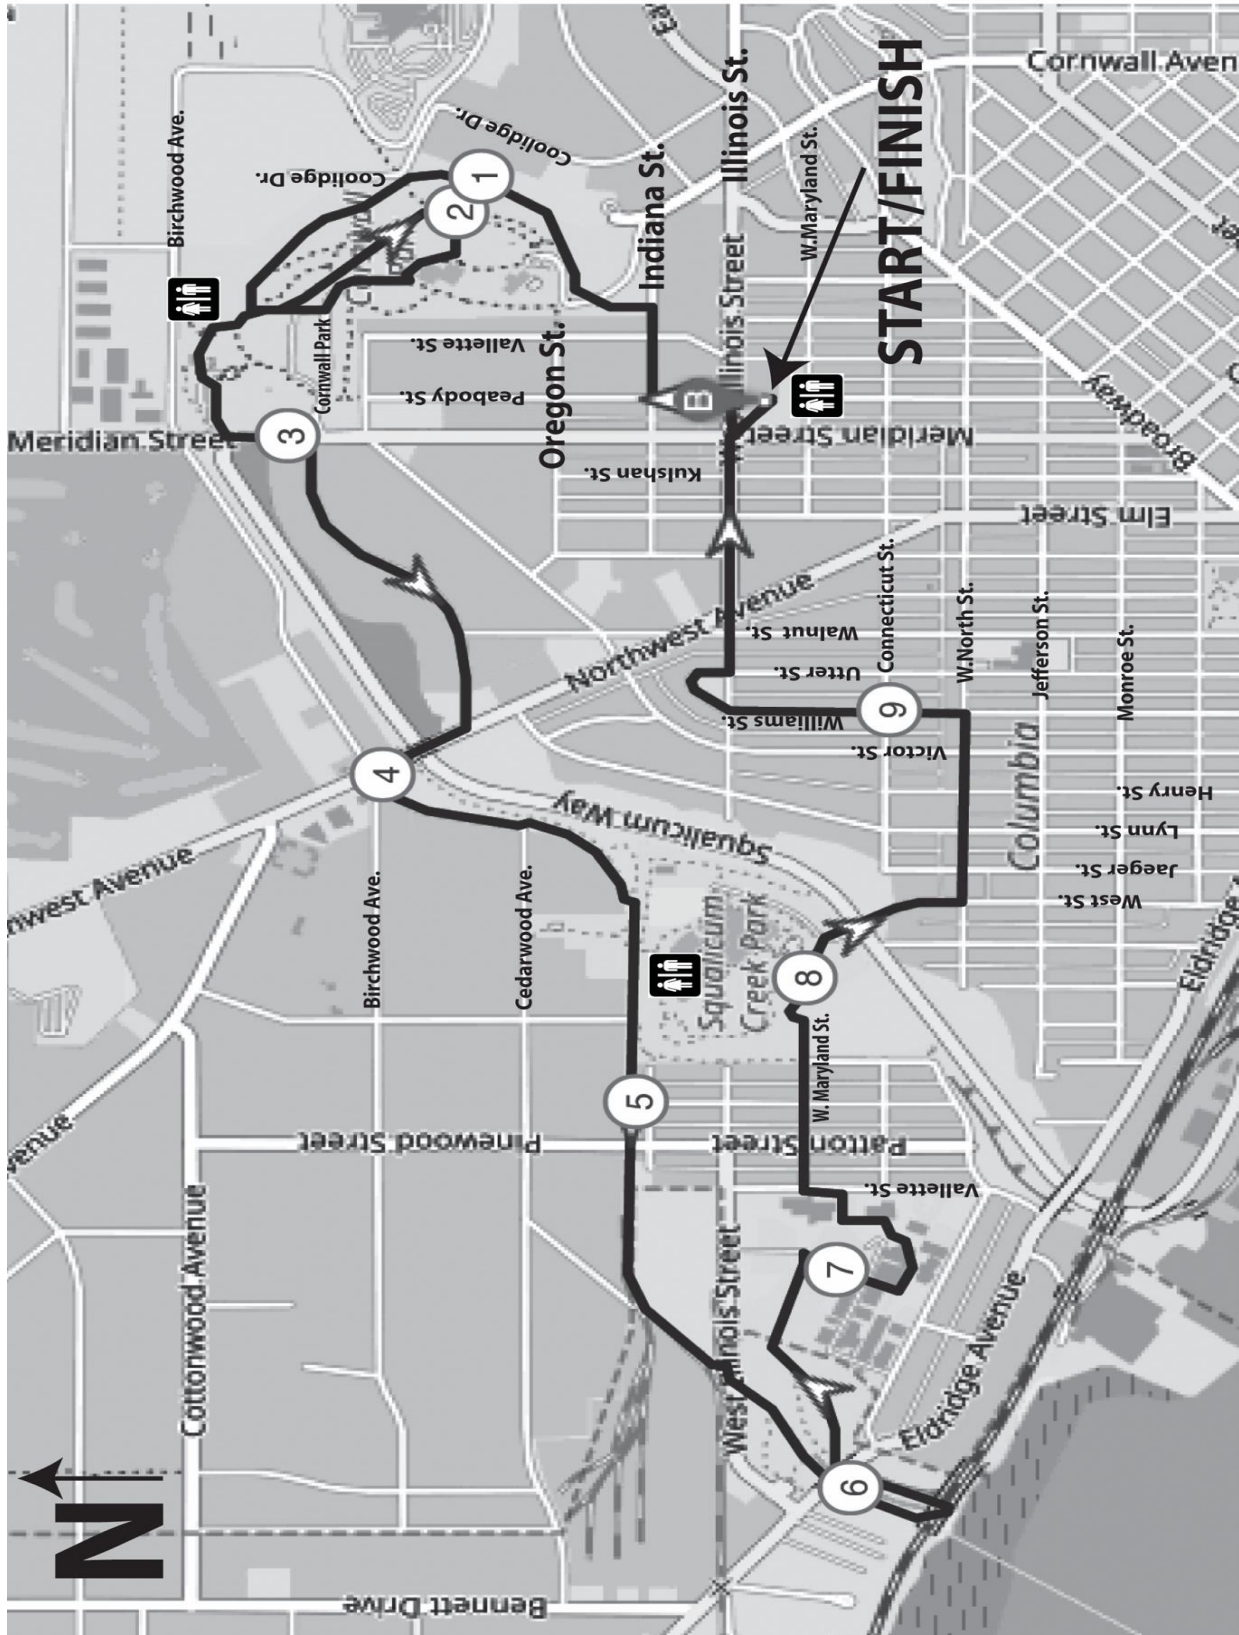 Birchwood Ave.
Coolidge Dr.
Coolidge Dr.
1
2
3
Meridian Street
Cornwall Park
Vallette St.
Peabody St.
Oregon St.
Indiana St.
Illinois St.
Illinois Street
W.Maryland St.
START/FINISH
Cornwall Aven
Broadway
B
Meridian Street
Kulshan St.
Elm Street
Northwest Avenue
Walnut St.
Utter St.
Williams St.
Victor St.
Connecticut St.
W.North St.
Jefferson St.
Monroe St.
Columbia
Henry St.
Lynn St.
Jaeger St.
West St.
9
4
nwest Avenue
Squalicum Way
Birchwood Ave.
Cedarwood Ave.
Squalicum
Creek Park
8
W. Maryland St.
5
Pinewood Street
Patton Street
Vallette St.
venue
Cottonwood Avenue
West Illinois Street
7
6
Eldridge Avenue
Eldridge
Bennett Drive
N